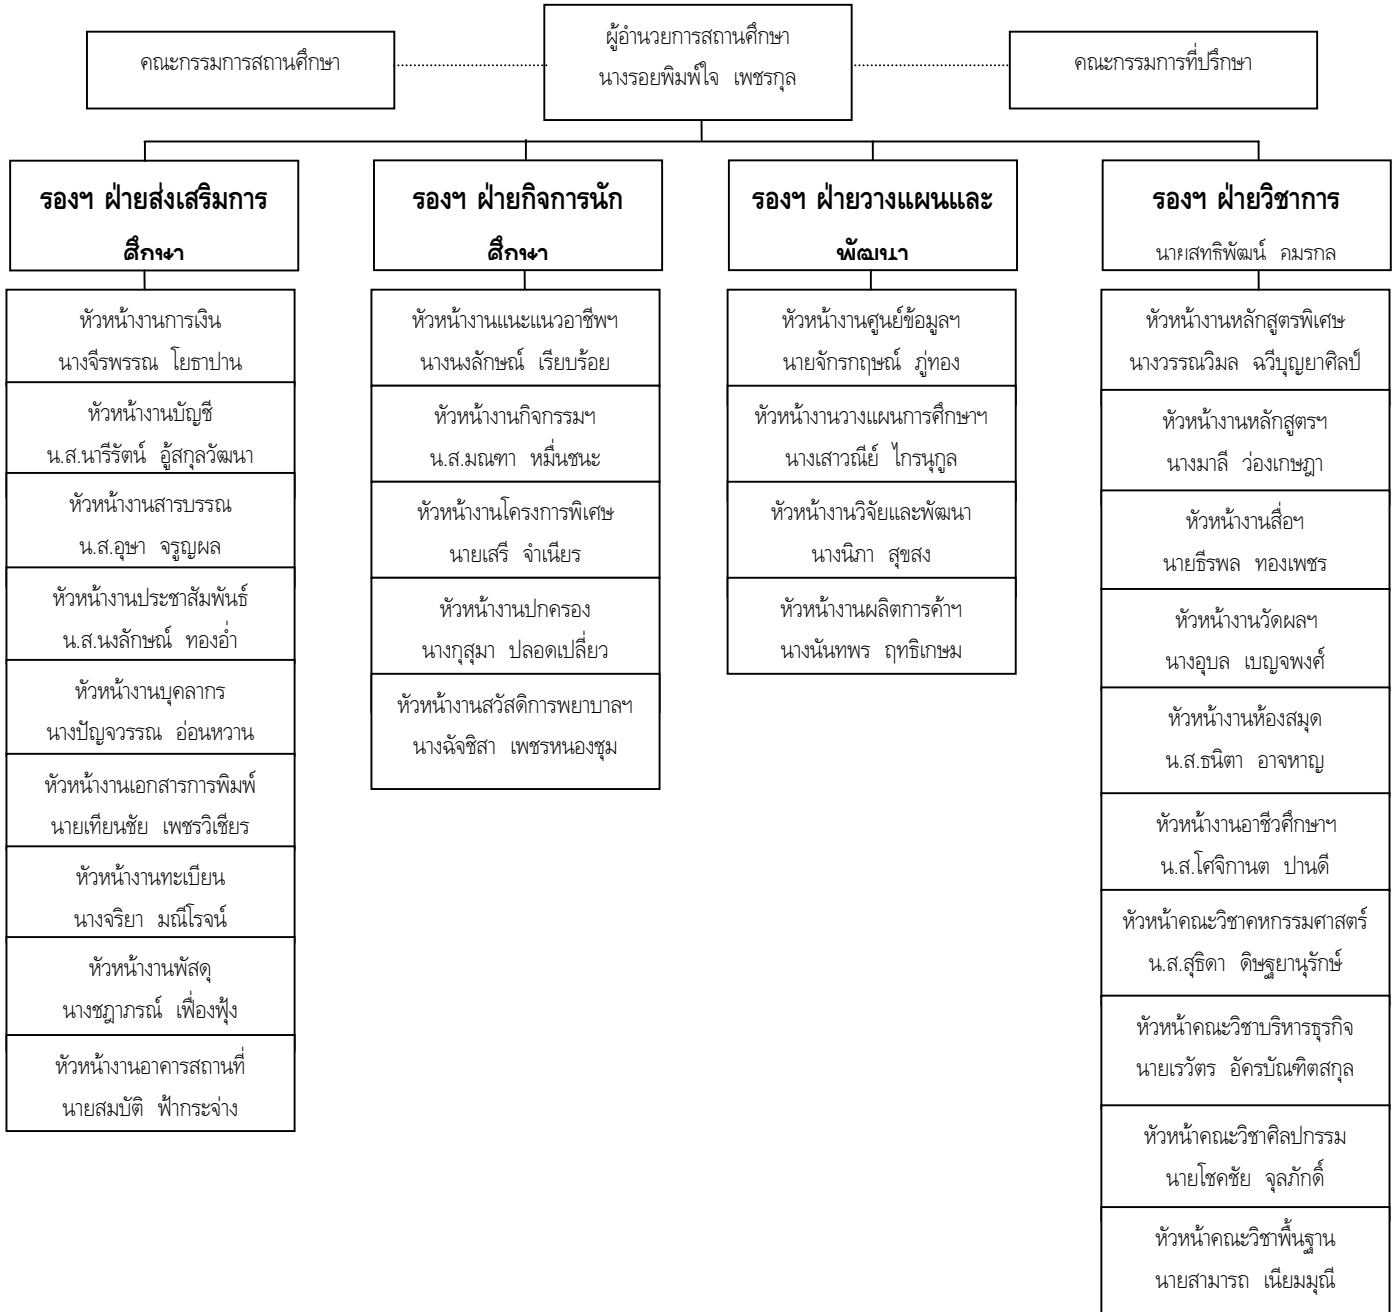 ผู้อำนวยการสถานศึกษา
นางรอยพิมพ์ใจ เพชรกุล
คณะกรรมการสถานศึกษา
คณะกรรมการที่ปรึกษา
รองฯ ฝ่ายส่งเสริมการ
ศึกษา
หัวหน้างานการเงิน
นางจีรพรรณ โยธาปาน
หัวหน้างานบัญชี
น.ส.นารีรัตน์ อู้สกุลวัฒนา
หัวหน้างานสารบรรณ
น.ส.อุษา จรูญผล
หัวหน้างานประชาสัมพันธ์
น.ส.นงลักษณ์ ทองอ่ำ
หัวหน้างานบุคลากร
นางปัญจวรรณ อ่อนหวาน
หัวหน้างานเอกสารการพิมพ์
นายเทียนชัย เพชรวิเชียร
หัวหน้างานทะเบียน
นางจริยา มณีโรจน์
หัวหน้างานพัสดุ
นางชฎาภรณ์ เฟื่องฟุ้ง
หัวหน้างานอาคารสถานที่
นายสมบัติ ฟ้ากระจ่าง
รองฯ ฝ่ายกิจการนัก
ศึกษา
หัวหน้างานแนะแนวอาชีพฯ
นางนงลักษณ์ เรียบร้อย
หัวหน้างานกิจกรรมฯ
น.ส.มณฑา หมื่นชนะ
หัวหน้างานโครงการพิเศษ
นายเสรี จำเนียร
หัวหน้างานปกครอง
นางกุสุมา ปลอดเปลี่ยว
หัวหน้างานสวัสดิการพยาบาลฯ
นางฉัจชิสา เพชรหนองชุม
รองฯ ฝ่ายวางแผนและ
พัฒนา
หัวหน้างานศูนย์ข้อมูลฯ
นายจักรกฤษณ์ ภู่ทอง
หัวหน้างานวางแผนการศึกษาฯ
นางเสาวณีย์ ไกรนุกูล
หัวหน้างานวิจัยและพัฒนา
นางนิภา สุขสง
หัวหน้างานผลิตการค้าฯ
นางนันทพร ฤทธิเกษม
รองฯ ฝ่ายวิชาการ
หัวหน้างานหลักสูตรพิเศษ
นางวรรณวิมล ฉวีบุญยาศิลป์
หัวหน้างานหลักสูตรฯ
นางมาลี ว่องเกษฎา
หัวหน้างานสื่อฯ
นายธีรพล ทองเพชร
หัวหน้างานวัดผลฯ
นางอุบล เบญจพงศ์
หัวหน้างานห้องสมุด
น.ส.ธนิตา อาจหาญ
หัวหน้างานอาชีวศึกษาฯ
น.ส.โศจิกานต ปานดี
หัวหน้าคณะวิชาคหกรรมศาสตร์
น.ส.สุธิดา ดิษฐยานุรักษ์
หัวหน้าคณะวิชาบริหารธุรกิจ
นายเรวัตร อัครบัณฑิตสกุล
หัวหน้าคณะวิชาศิลปกรรม
นายโชคชัย จุลภักดิ์
หัวหน้าคณะวิชาพื้นฐาน
นายสามารถ เนียมมุณี